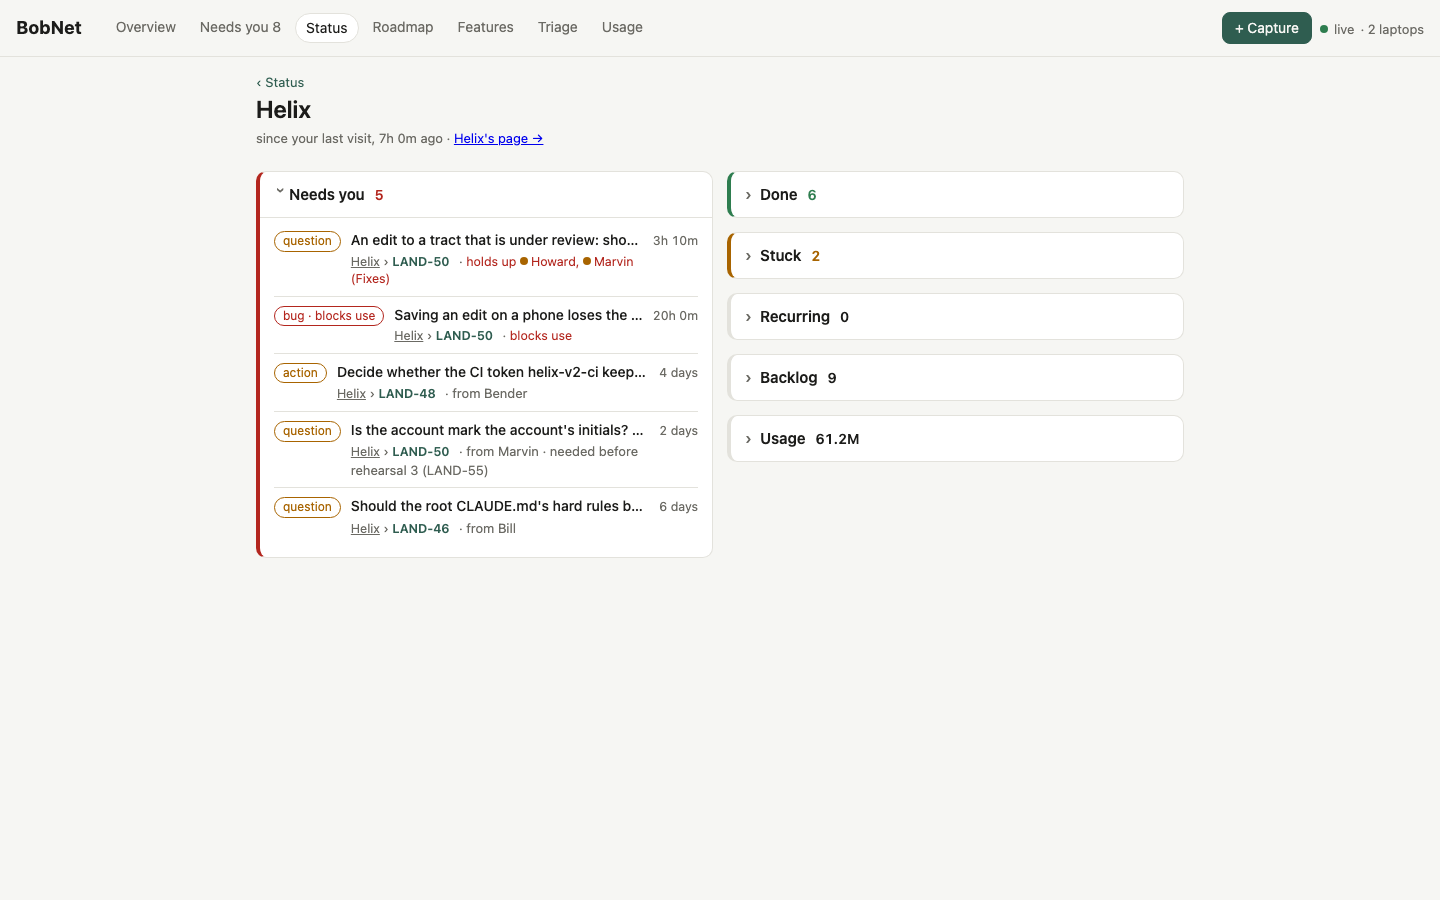 BobNet
Overview
Needs you 8
Status
Roadmap
Features
Triage
Usage
+ Capture
live · 2 laptops
‹ Status
Helix
since your last visit, 7h 0m ago · Helix's page →
Needs you 5
question
An edit to a tract that is under review: sho... 3h 10m
Helix › LAND-50 · holds up Howard, Marvin
(Fixes)
bug · blocks use
Saving an edit on a phone loses the ... 20h 0m
Helix › LAND-50 · blocks use
action
Decide whether the CI token helix-v2-ci keep... 4 days
Helix › LAND-48 · from Bender
question
Is the account mark the account's initials? ... 2 days
Helix › LAND-50 · from Marvin · needed before
rehearsal 3 (LAND-55)
question
Should the root CLAUDE.md's hard rules b... 6 days
Helix › LAND-46 · from Bill
› Done 6
› Stuck 2
› Recurring 0
› Backlog 9
› Usage 61.2M